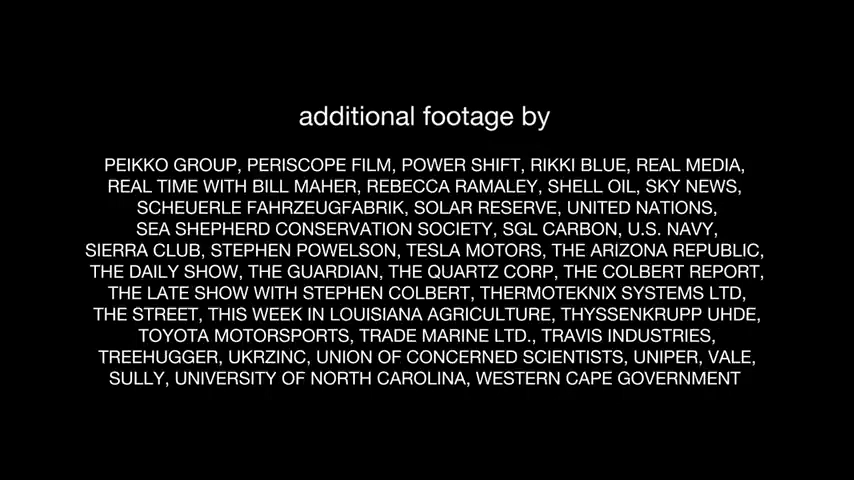 additional footage by
PEIKKO GROUP, PERISCOPE FILM, POWER SHIFT, RIKKI BLUE, REAL MEDIA,
REAL TIME WITH BILL MAHER, REBECCA RAMALEY, SHELL OIL, SKY NEWS,
SCHEUERLE FAHRZEUGFABRIK, SOLAR RESERVE, UNITED NATIONS,
SEA SHEPHERD CONSERVATION SOCIETY, SGL CARBON, U.S. NAVY,
SIERRA CLUB, STEPHEN POWELSON, TESLA MOTORS, THE ARIZONA REPUBLIC,
THE DAILY SHOW, THE GUARDIAN, THE QUARTZ CORP, THE COLBERT REPORT,
THE LATE SHOW WITH STEPHEN COLBERT, THERMOTEKNIX SYSTEMS LTD,
THE STREET, THIS WEEK IN LOUISIANA AGRICULTURE, THYSSENKRUPP UHDE,
TOYOTA MOTORSPORTS, TRADE MARINE LTD., TRAVIS INDUSTRIES,
TREEHUGGER, UKRZINC, UNION OF CONCERNED SCIENTISTS, UNIPER, VALE,
SULLY, UNIVERSITY OF NORTH CAROLINA, WESTERN CAPE GOVERNMENT